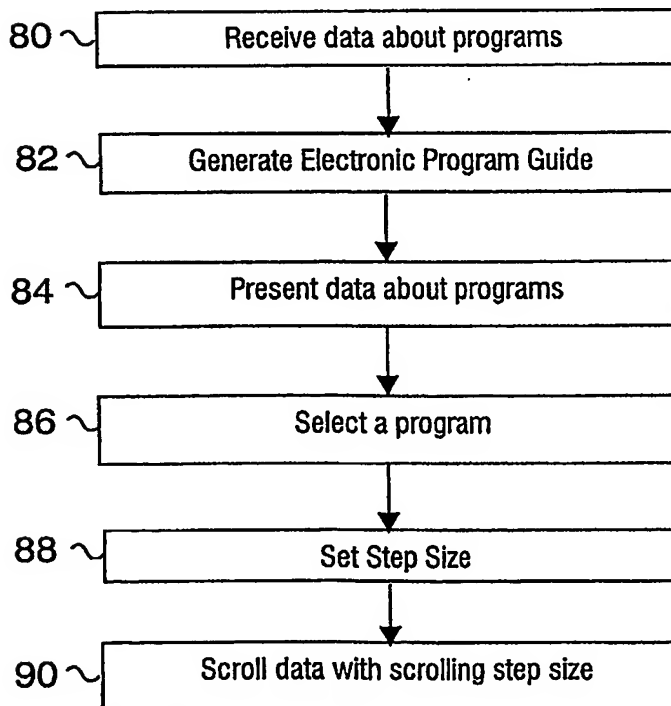 80 Receive data about programs
82 Generate Electronic Program Guide
84 Present data about programs
86 Select a program
88 Set Step Size
90 Scroll data with scrolling step size